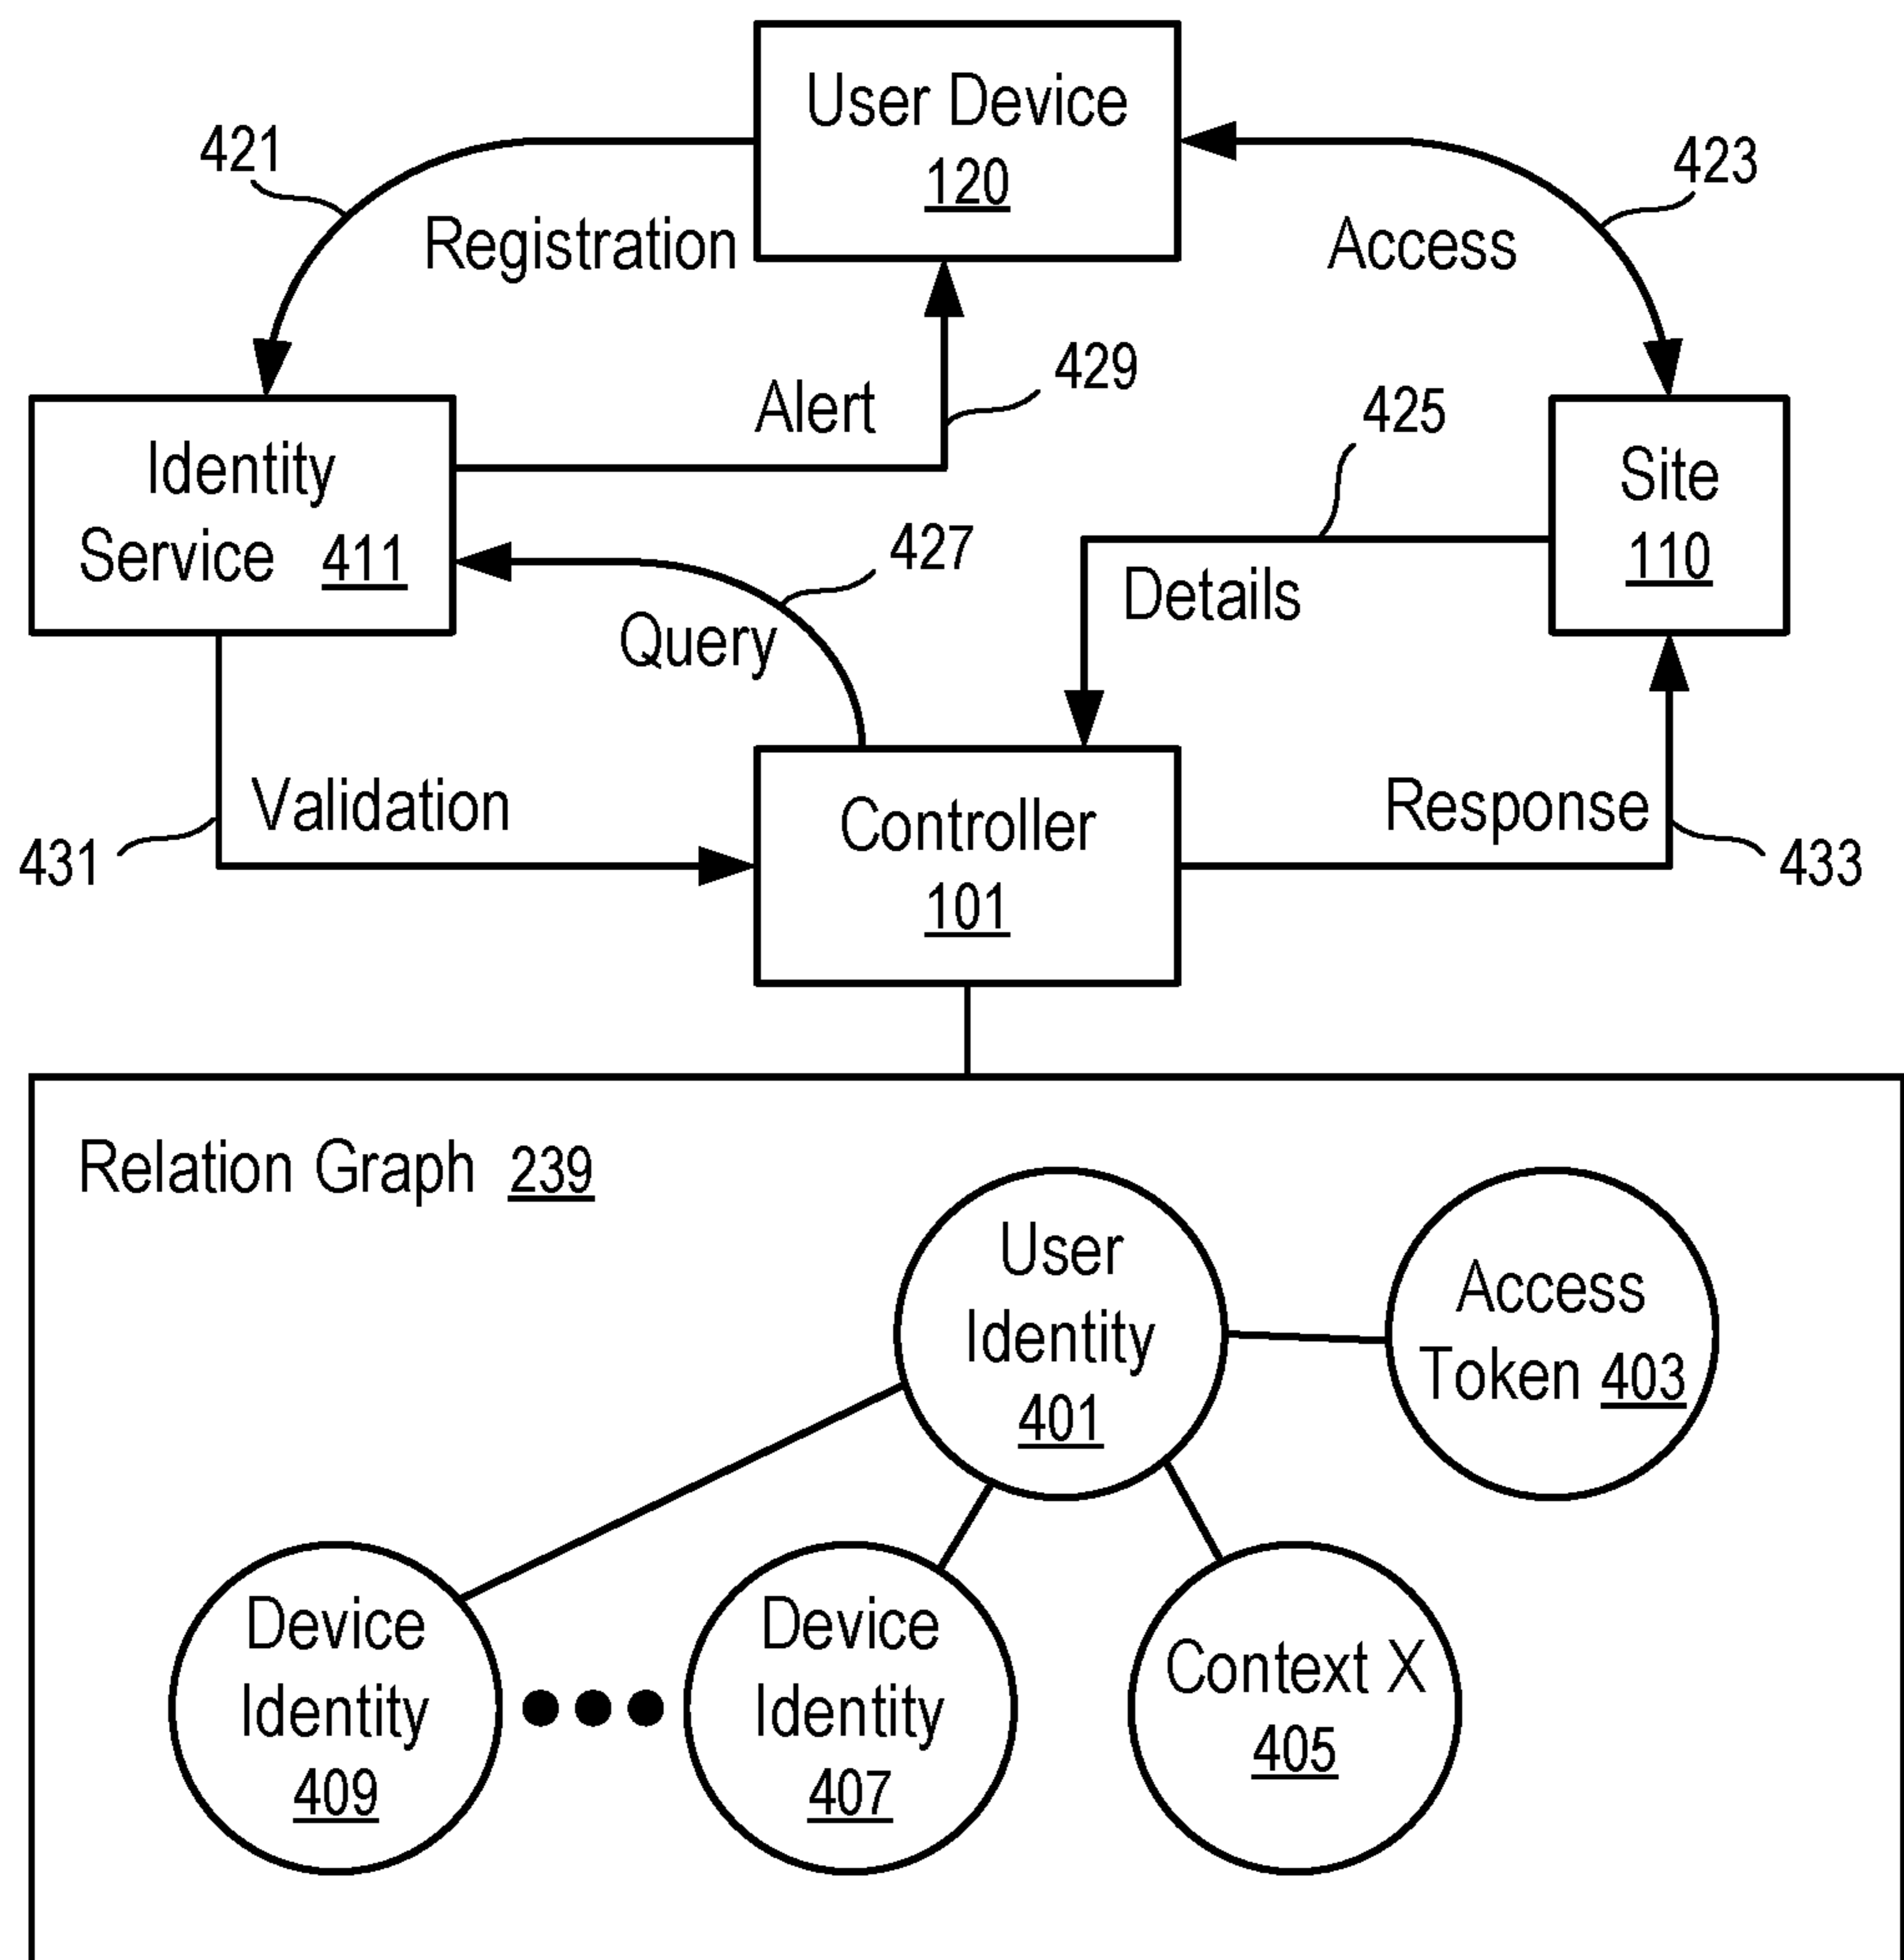 User Device
120
421
423
Registration
Access
Alert
429
425
Identity
Service 411
Site
110
427
Details
Query
Validation
431
Controller
101
Response
433
Relation Graph 239
User
Identity
401
Access
Token 403
Device
Identity
409
Device
Identity
407
Context X
405